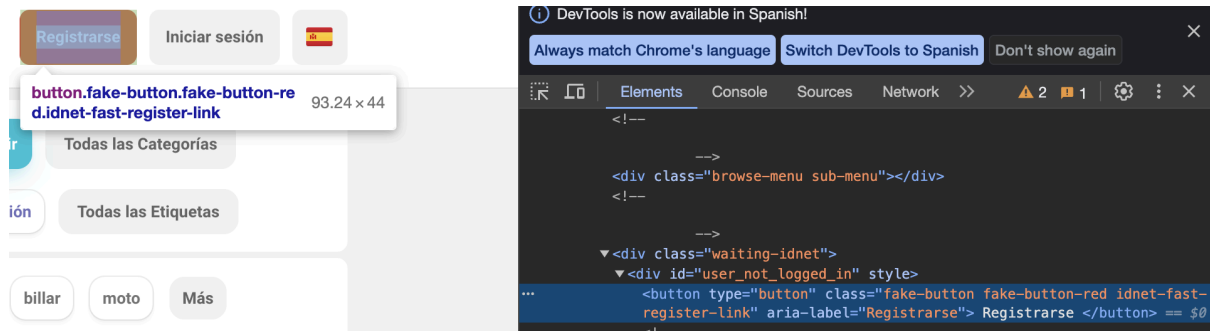 Registrarse
Iniciar sesión
button.fake-button.fake-button-re
d.idnet-fast-register-link
93.24 × 44
ir
Todas las Categorías
ión
Todas las Etiquetas
billar
moto
Más
DevTools is now available in Spanish!
Always match Chrome's language
Switch DevTools to Spanish
Don't show again
Elements
Console
Sources
Network
2
1
<!--
-->
<div class="browse-menu sub-menu"></div>
<!--
-->
<div class="waiting-idnet">
<div id="user_not_logged_in" style>
<button type="button" class="fake-button fake-button-red idnet-fast-
register-link" aria-label="Registrarse"> Registrarse </button> == $0